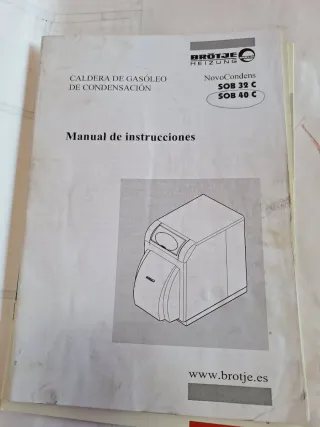 BRÖTJE
HEIZUNG
CALDERA DE GASÓLEO
DE CONDENSACIÓN
NovoCondens
SOB 32 C
SOB 40 C
Manual de instrucciones
www.brotje.es